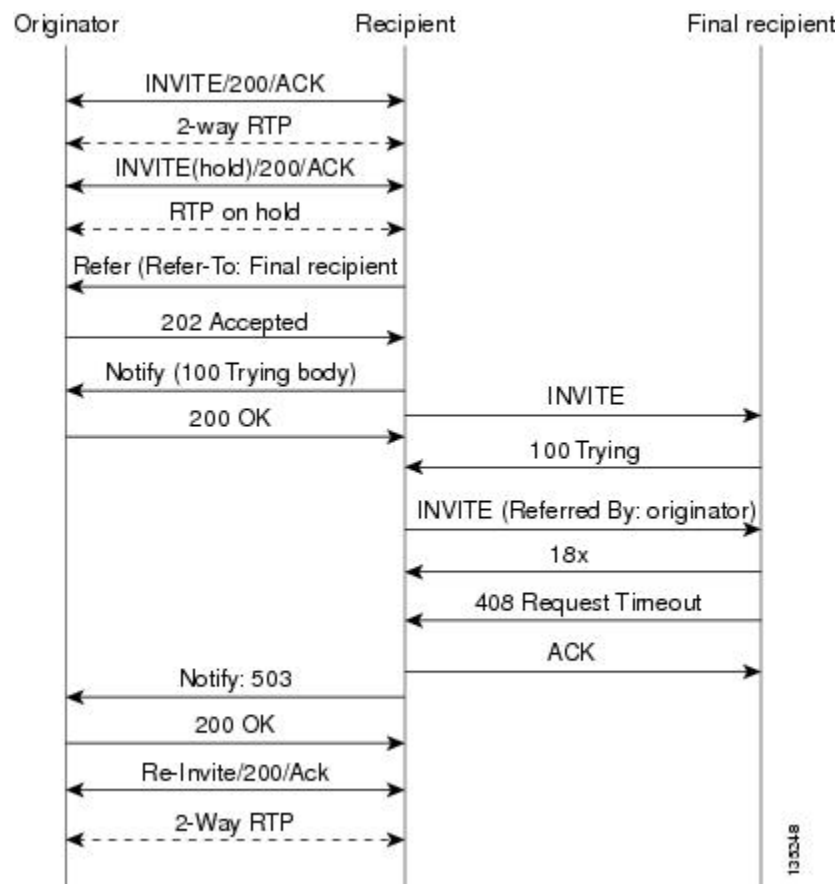 Originator Recipient Final recipient
INVITE/200/ACK
2-way RTP
INVITE(hold)/200/ACK
RTP on hold
Refer (Refer-To: Final recipient
202 Accepted
Notify (100 Trying body)
INVITE
200 OK
100 Trying
INVITE (Referred By: originator)
18x
408 Request Timeout
ACK
Notify: 503
200 OK
Re-Invite/200/Ack
2-Way RTP
135248